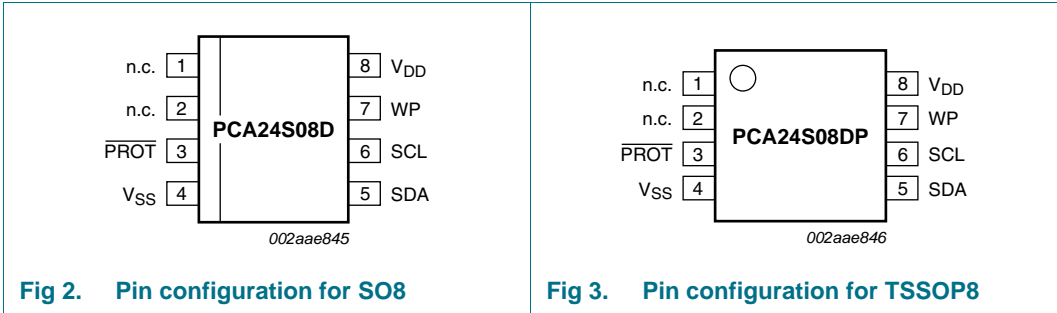 n.c. 1
n.c. 2
PROT 3
VSS 4
PCA24S08D
8 VDD
7 WP
6 SCL
5 SDA
002aae845
Fig 2. Pin configuration for SO8
n.c. 1
n.c. 2
PROT 3
VSS 4
PCA24S08DP
8 VDD
7 WP
6 SCL
5 SDA
002aae846
Fig 3. Pin configuration for TSSOP8